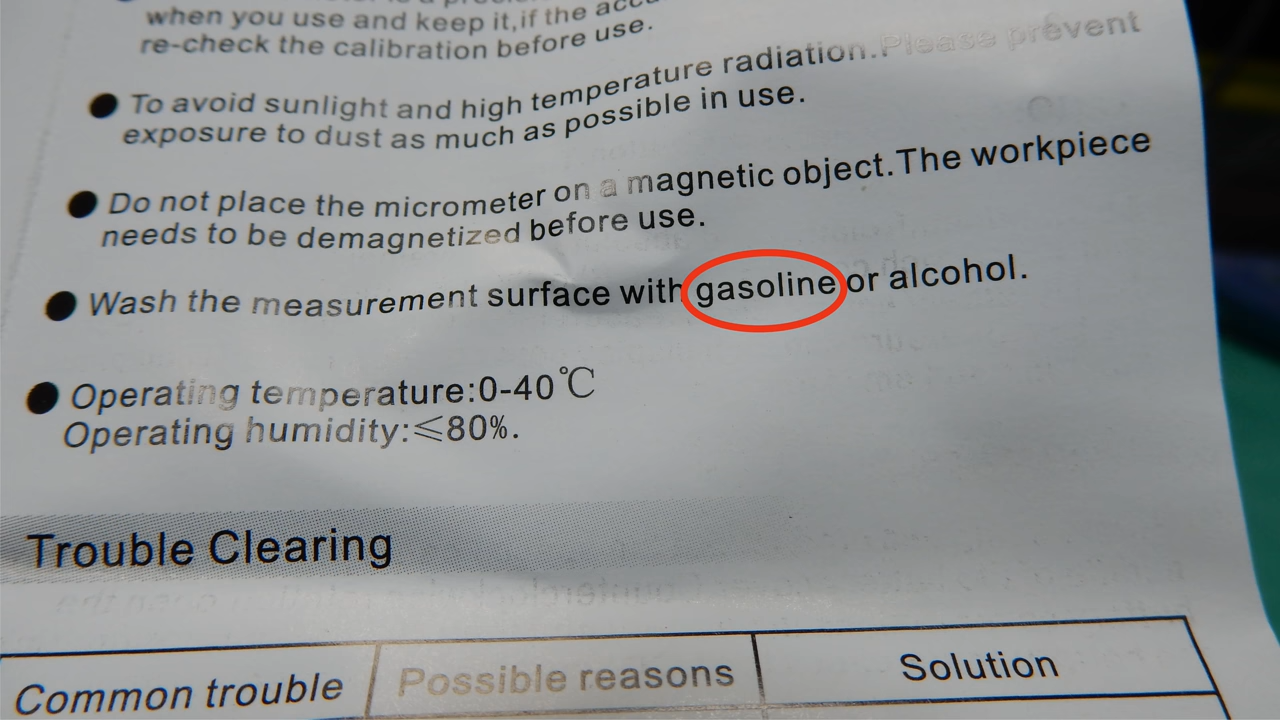 when you use and keep it,if the
re-check the calibration before use.
● To avoid sunlight and high temperature radiation.Please prevent
exposure to dust as much as possible in use.
● Do not place the micrometer on a magnetic object.The workpiece
needs to be demagnetized before use.
● Wash the measurement surface with gasoline or alcohol.
● Operating temperature:0-40℃
Operating humidity:≤80%.
Trouble Clearing
Common trouble
Possible reasons
Solution